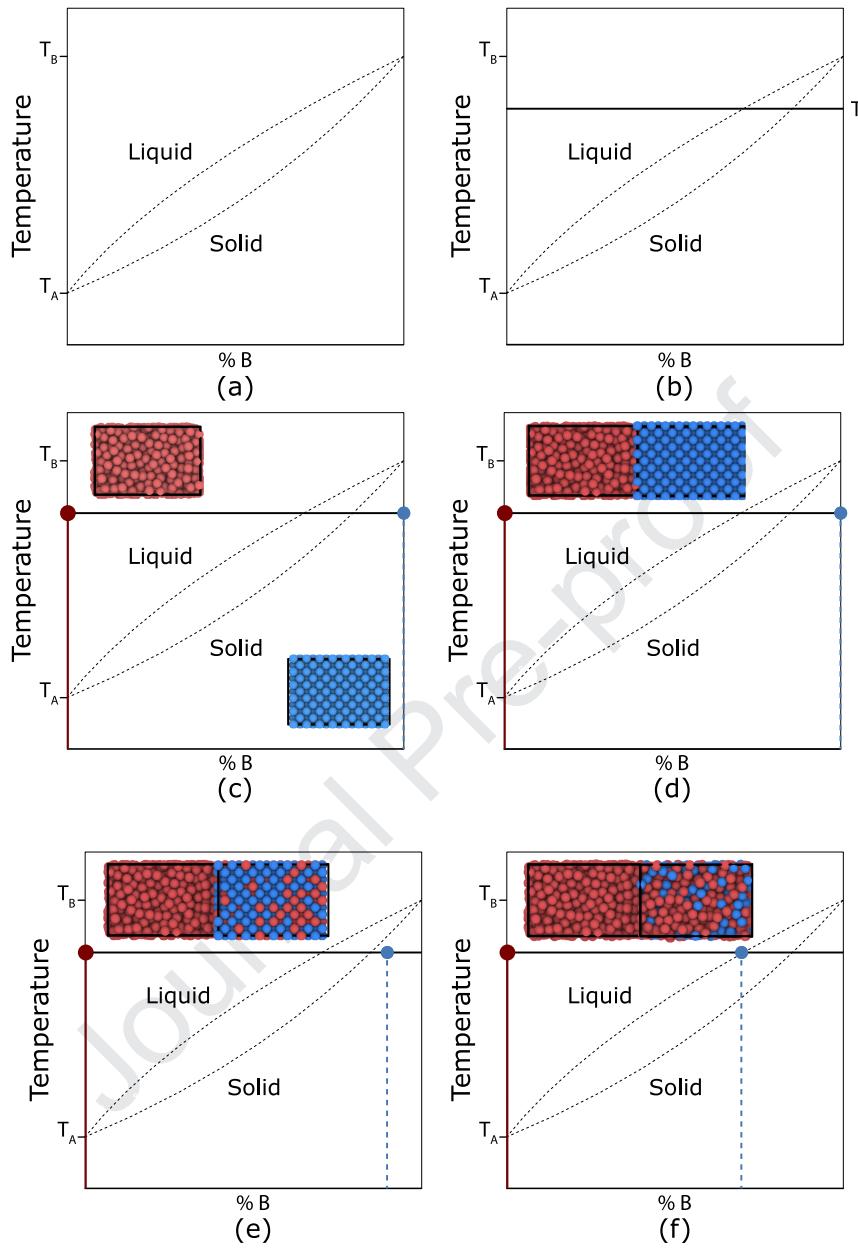 T_B
T_B
T
Temperature
Temperature
Liquid
Liquid
Solid
Solid
T_A
T_A
% B
% B
(a)
(b)
T_B
T_B
Temperature
Temperature
Liquid
Liquid
Solid
Solid
T_A
T_A
% B
% B
(c)
(d)
T_B
T_B
Temperature
Temperature
Liquid
Liquid
Solid
Solid
T_A
T_A
% B
% B
(e)
(f)
Journal Pre-proof